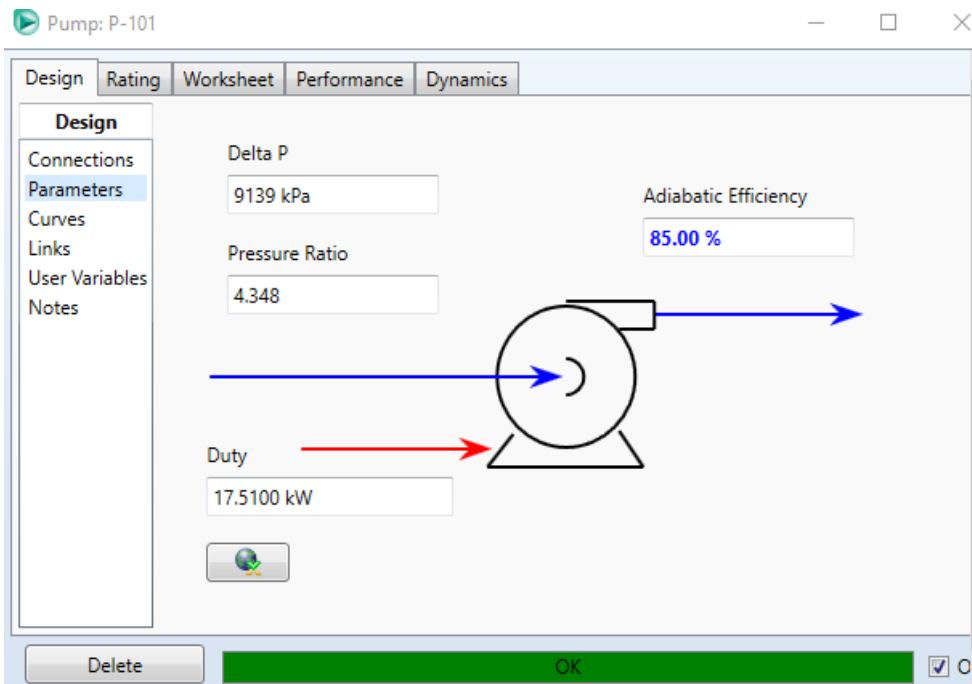 Pump: P-101
Design Rating Worksheet Performance Dynamics
Design
Connections
Parameters
Curves
Links
User Variables
Notes
Delta P
9139 kPa
Pressure Ratio
4.348
Adiabatic Efficiency
85.00 %
Duty
17.5100 kW
Delete
OK